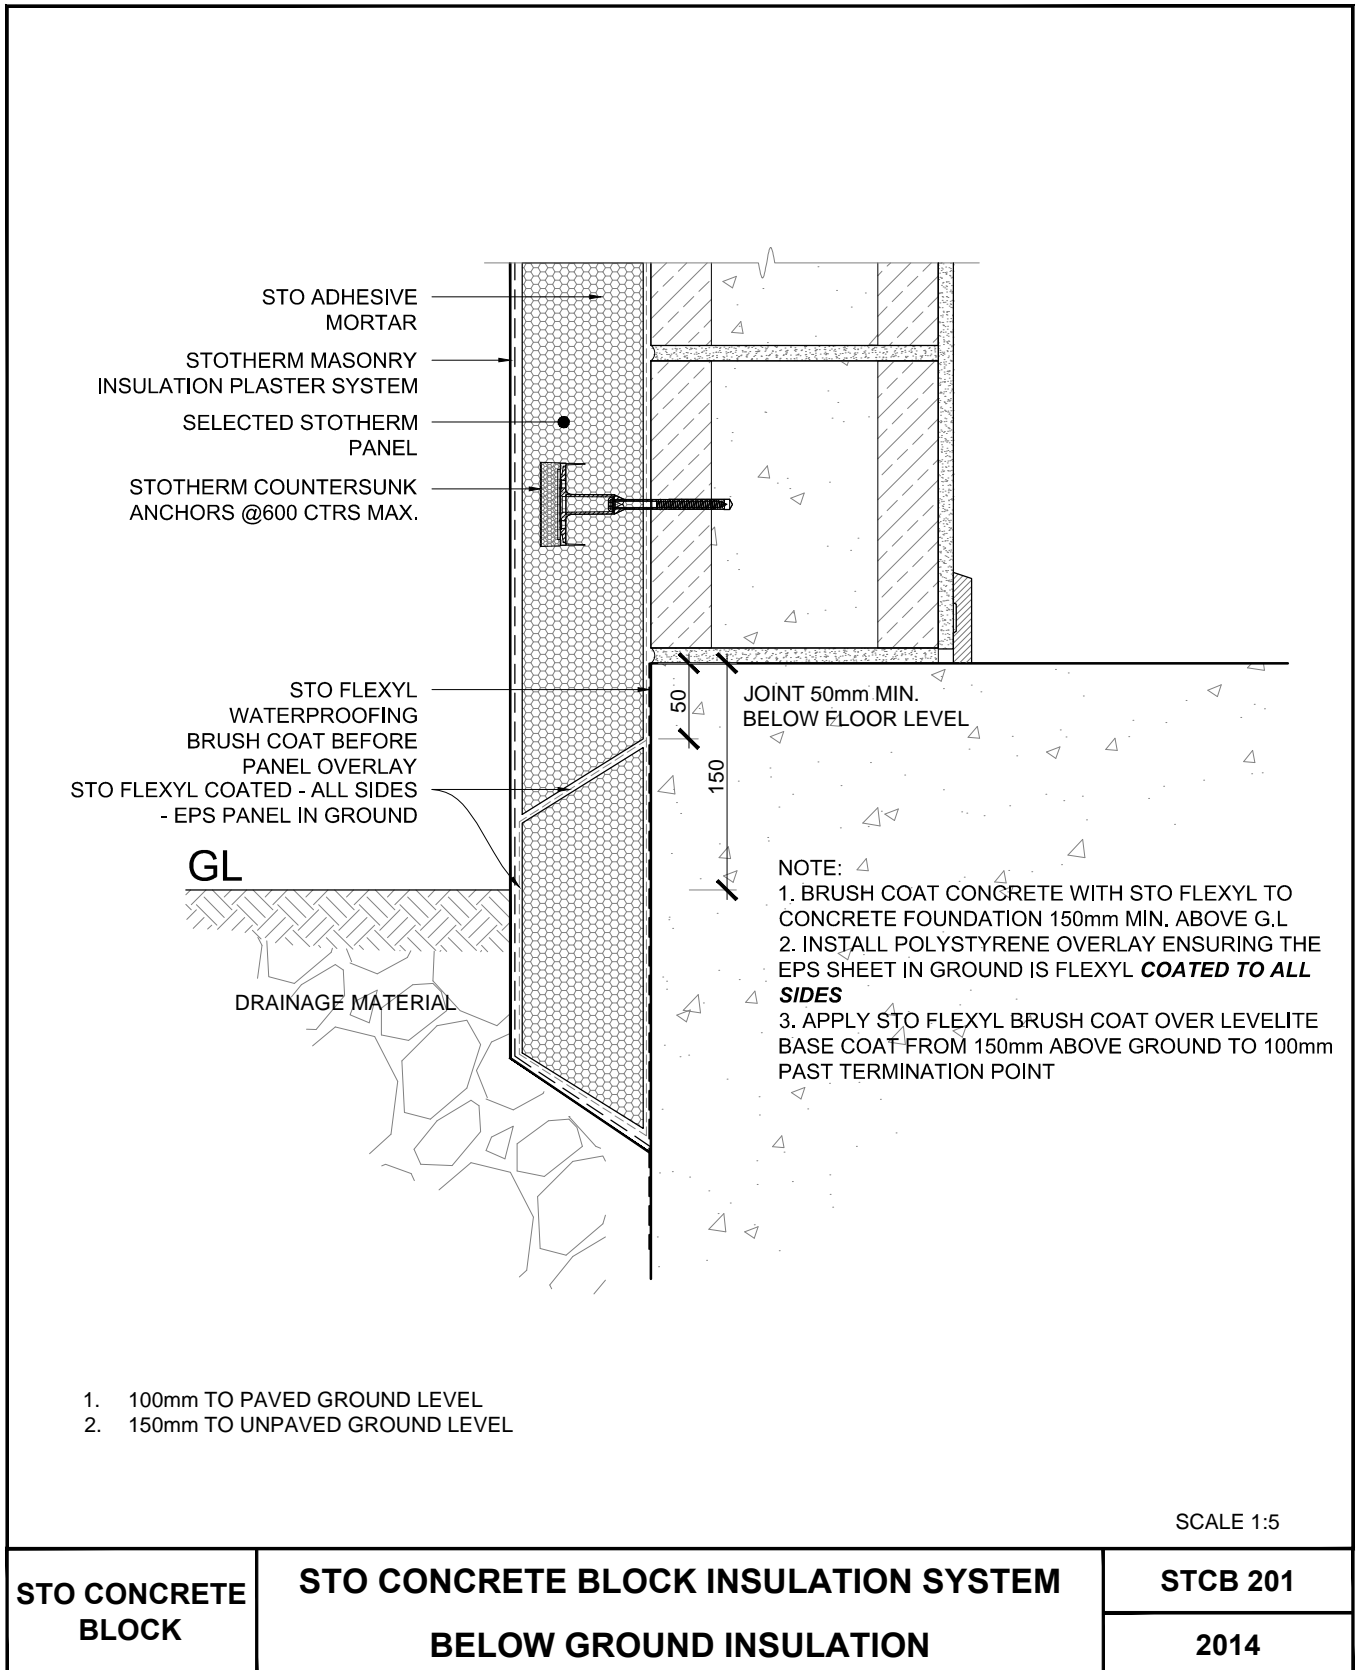 STO ADHESIVE
MORTAR
STOTHERM MASONRY
INSULATION PLASTER SYSTEM
SELECTED STOTHERM
PANEL
STOTHERM COUNTERSUNK
ANCHORS @600 CTRS MAX.
STO FLEXYL
WATERPROOFING
BRUSH COAT BEFORE
PANEL OVERLAY
STO FLEXYL COATED - ALL SIDES
- EPS PANEL IN GROUND
GL
DRAINAGE MATERIAL
50
150
JOINT 50mm MIN.
BELOW FLOOR LEVEL
NOTE:
1. BRUSH COAT CONCRETE WITH STO FLEXYL TO
CONCRETE FOUNDATION 150mm MIN. ABOVE G.L
2. INSTALL POLYSTYRENE OVERLAY ENSURING THE
EPS SHEET IN GROUND IS FLEXYL COATED TO ALL
SIDES
3. APPLY STO FLEXYL BRUSH COAT OVER LEVELITE
BASE COAT FROM 150mm ABOVE GROUND TO 100mm
PAST TERMINATION POINT
1. 100mm TO PAVED GROUND LEVEL
2. 150mm TO UNPAVED GROUND LEVEL
SCALE 1:5
STO CONCRETE
BLOCK
STO CONCRETE BLOCK INSULATION SYSTEM
BELOW GROUND INSULATION
STCB 201
2014